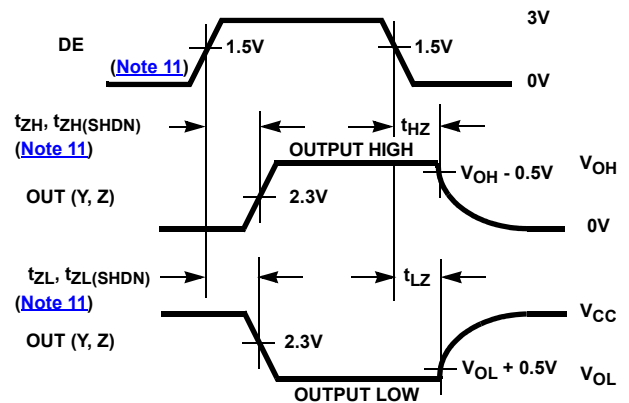 3V
DE
1.5V
1.5V
(Note 11)
0V
tZH, tZH(SHDN)
tHZ
(Note 11)
OUTPUT HIGH
VOH - 0.5V
VOH
OUT (Y, Z)
2.3V
0V
tZL, tZL(SHDN)
tLZ
(Note 11)
VCC
OUT (Y, Z)
2.3V
VOL + 0.5V
VOL
OUTPUT LOW